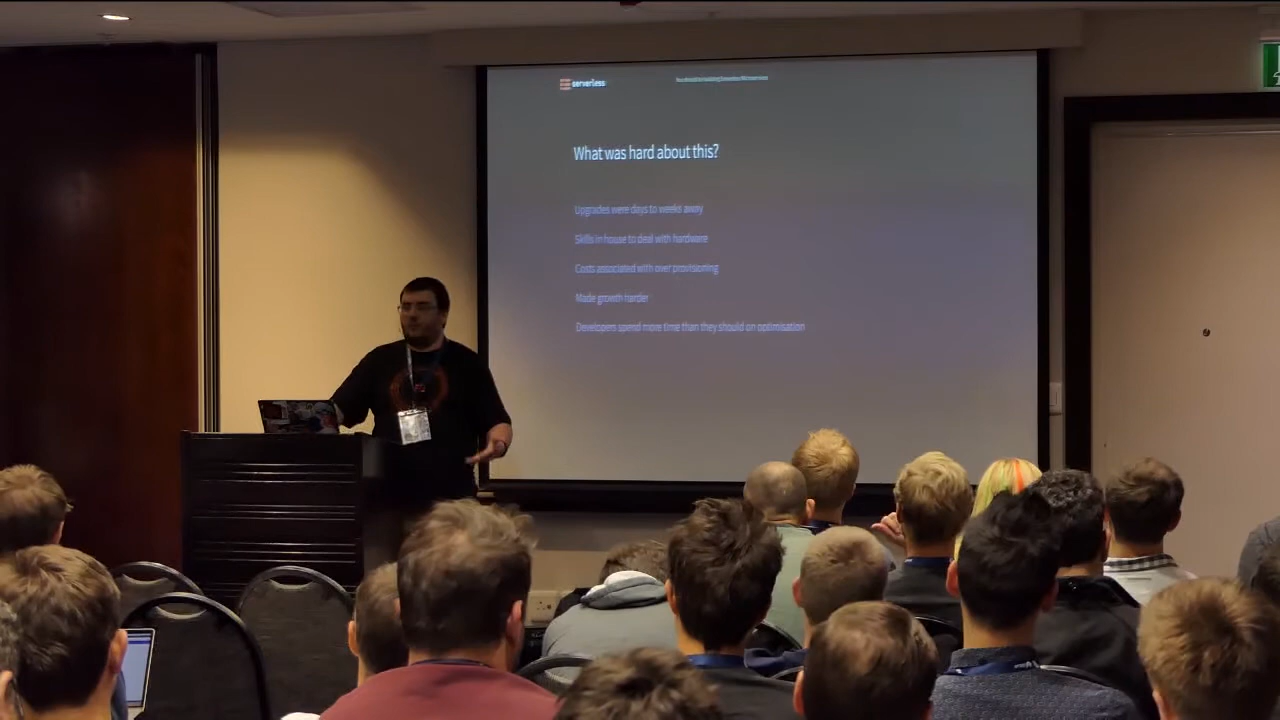 serverless
What was hard about this?
Upgrades were days to weeks away
Skills in house to deal with hardware
Costs associated with over provisioning
Made growth harder
Developers spend more time than they should on optimisation